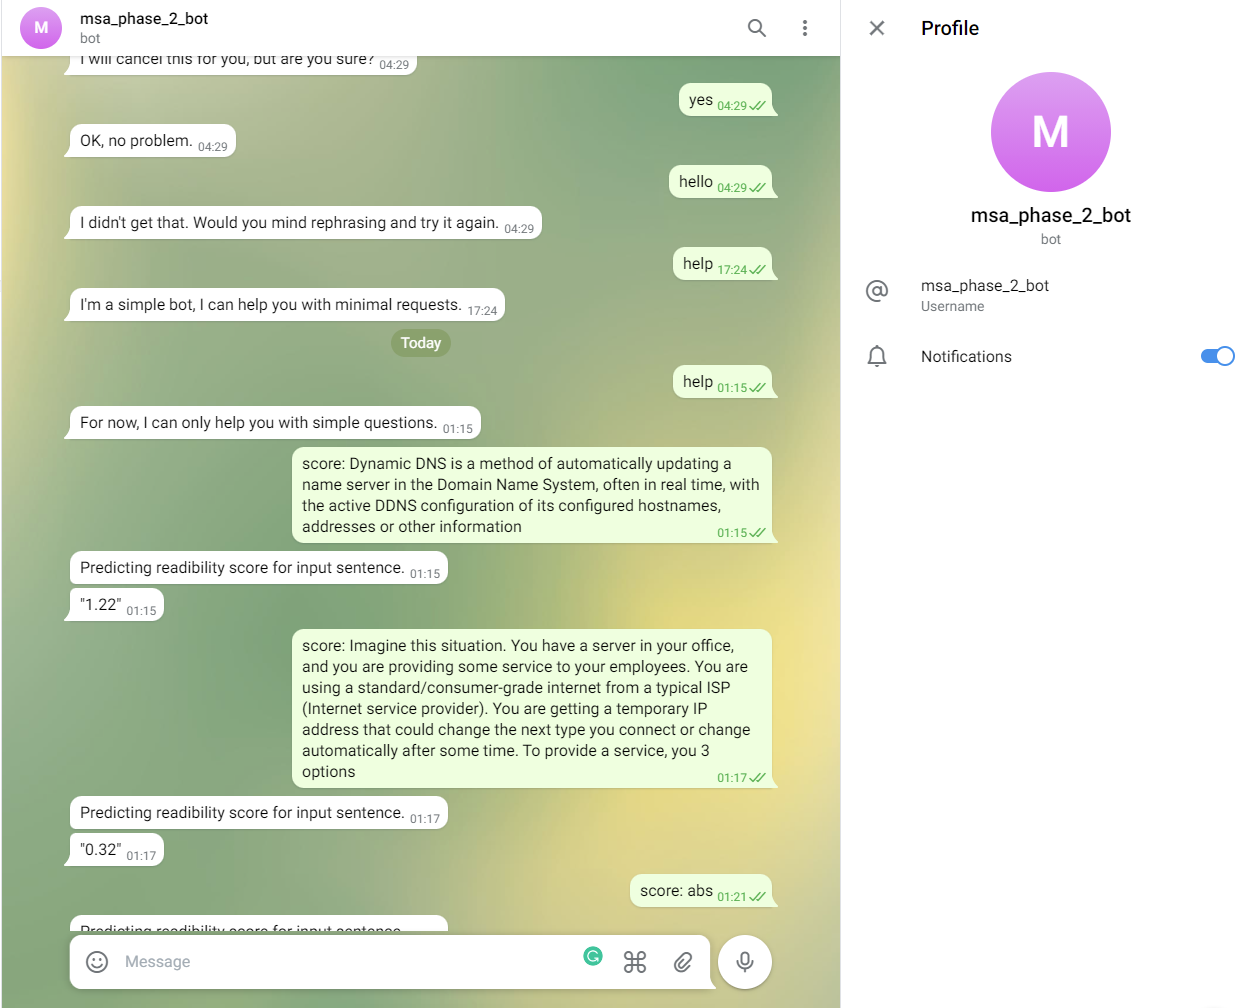 M
msa_phase_2_bot
bot
I will cancel this for you, but are you sure? 04:29
yes 04:29
OK, no problem. 04:29
hello 04:29
I didn't get that. Would you mind rephrasing and try it again. 04:29
help 17:24
I'm a simple bot, I can help you with minimal requests. 17:24
Today
help 01:15
For now, I can only help you with simple questions. 01:15
score: Dynamic DNS is a method of automatically updating a
name server in the Domain Name System, often in real time, with
the active DDNS configuration of its configured hostnames,
addresses or other information 01:15
Predicting readibility score for input sentence. 01:15
"1.22" 01:15
score: Imagine this situation. You have a server in your office,
and you are providing some service to your employees. You are
using a standard/consumer-grade internet from a typical ISP
(Internet service provider). You are getting a temporary IP
address that could change the next type you connect or change
automatically after some time. To provide a service, you 3
options 01:17
Predicting readibility score for input sentence. 01:17
"0.32" 01:17
score: abs 01:21
Predicting readibility score for input sentence.
Message
Profile
M
msa_phase_2_bot
bot
msa_phase_2_bot
Username
Notifications